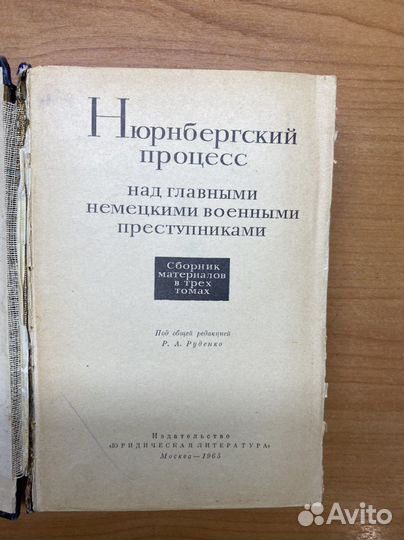 Нюрнбергский
процесс
над главными
немецкими военными
преступниками
Сборник
материалов
в трех
томах
Под общей редакцией
Р. А. Руденко
Издательство
«ЮРИДИЧЕСКАЯ ЛИТЕРАТУРА»
Москва — 1965
Avito